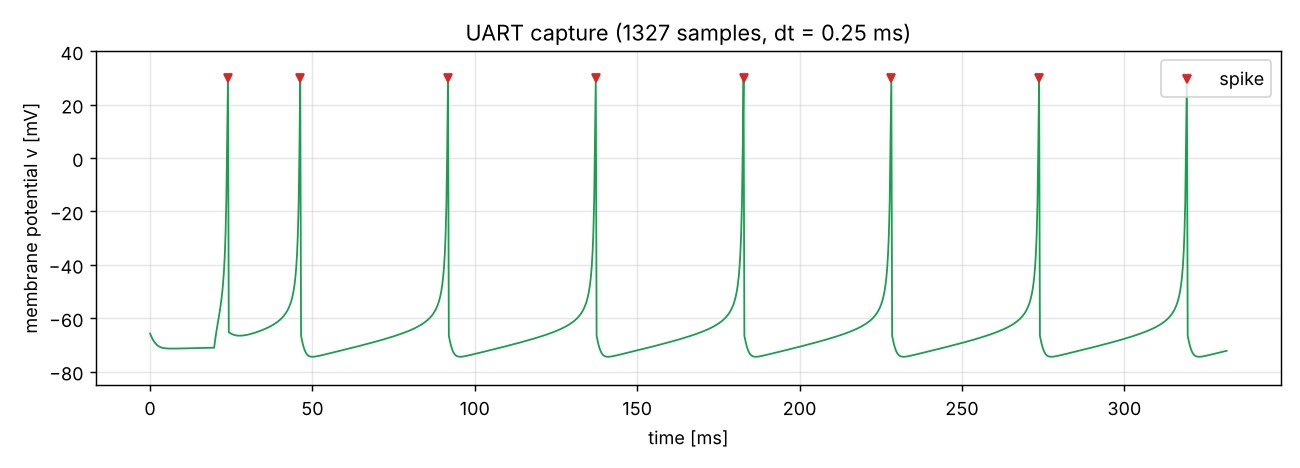 UART capture (1327 samples, dt = 0.25 ms)
membrane potential v [mV]
40
20
0
−20
−40
−60
−80
spike
0 50 100 150 200 250 300
time [ms]